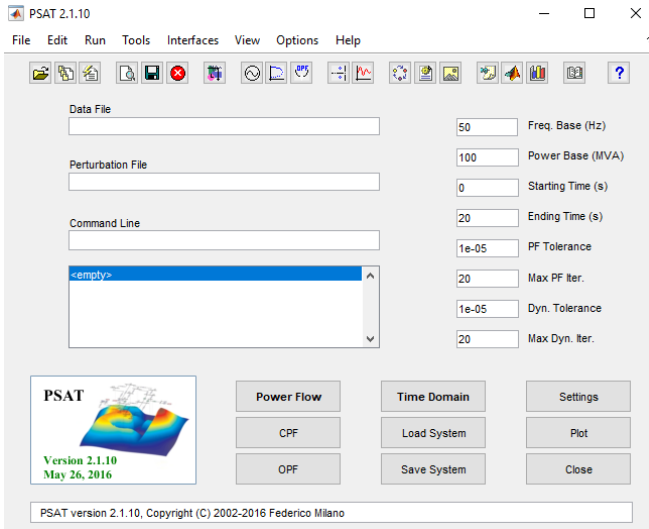 PSAT 2.1.10
File Edit Run Tools Interfaces View Options Help
OPF
?
Data File
50 Freq. Base (Hz)
100 Power Base (MVA)
Perturbation File
0 Starting Time (s)
20 Ending Time (s)
Command Line
1e-05 PF Tolerance
<empty>
20 Max PF Iter.
1e-05 Dyn. Tolerance
20 Max Dyn. Iter.
PSAT
Version 2.1.10
May 26, 2016
Power Flow Time Domain Settings
CPF Load System Plot
OPF Save System Close
PSAT version 2.1.10, Copyright (C) 2002-2016 Federico Milano